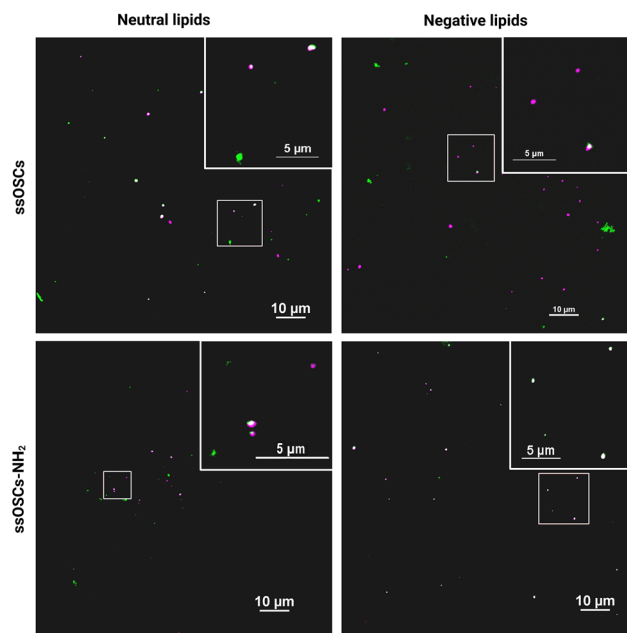 Neutral lipids
Negative lipids
ssOSCs
5 μm
10 μm
5 μm
10 μm
ssOSCs-NH₂
5 μm
10 μm
5 μm
10 μm